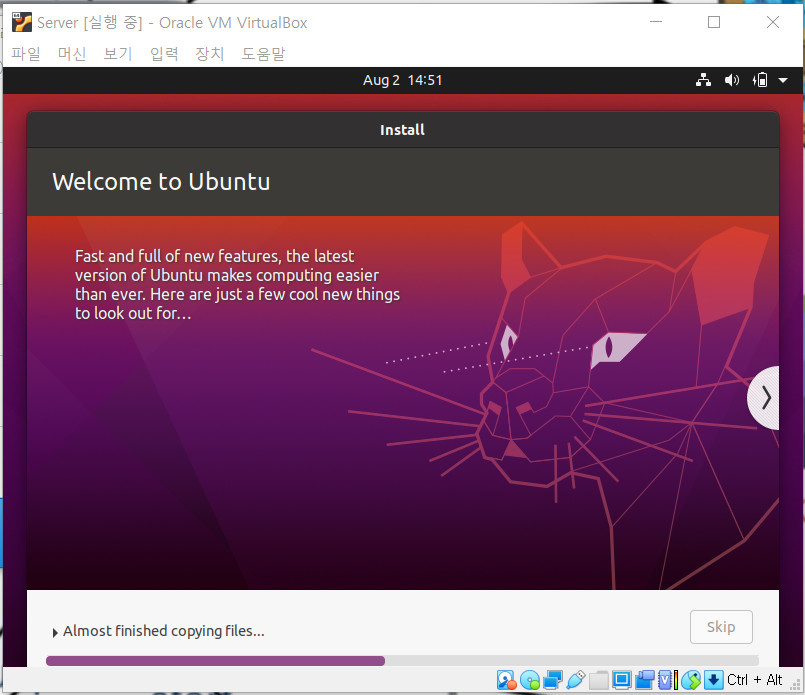 Server [실행 중] - Oracle VM VirtualBox
파일 머신 보기 입력 장치 도움말
Aug 2 14:51
Install
Welcome to Ubuntu
Fast and full of new features, the latest
version of Ubuntu makes computing easier
than ever. Here are just a few cool new things
to look out for…
Almost finished copying files...
Skip
Ctrl + Alt